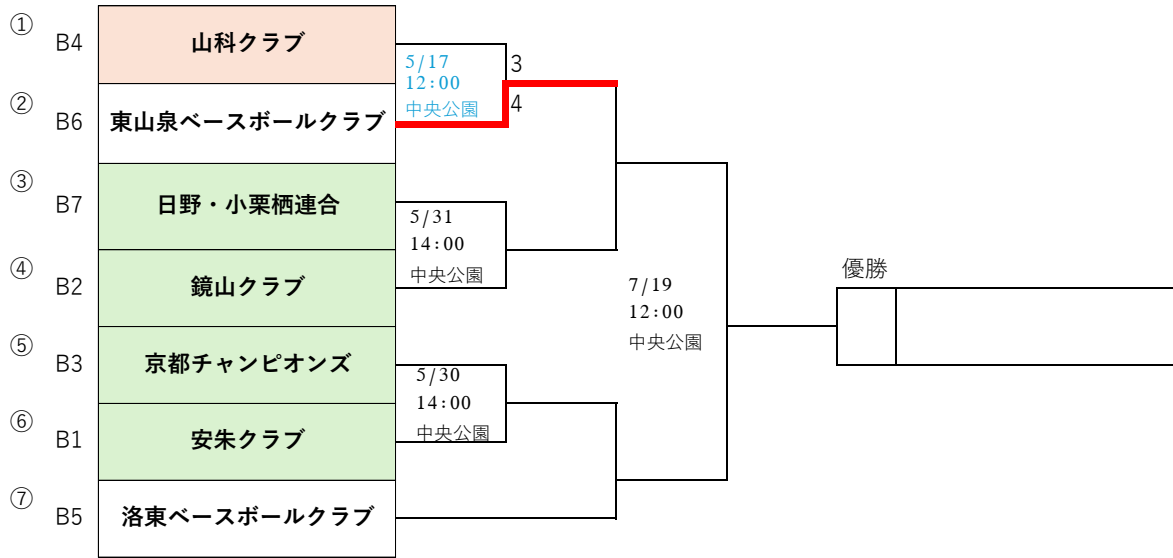 ① B4 山科クラブ
5/17
12:00
中央公園
3
4
② B6 東山泉ベースボールクラブ
③ B7 日野・小栗栖連合
5/31
14:00
中央公園
④ B2 鏡山クラブ
7/19
12:00
中央公園
優勝
⑤ B3 京都チャンピオンズ
5/30
14:00
中央公園
⑥ B1 安朱クラブ
⑦ B5 洛東ベースボールクラブ